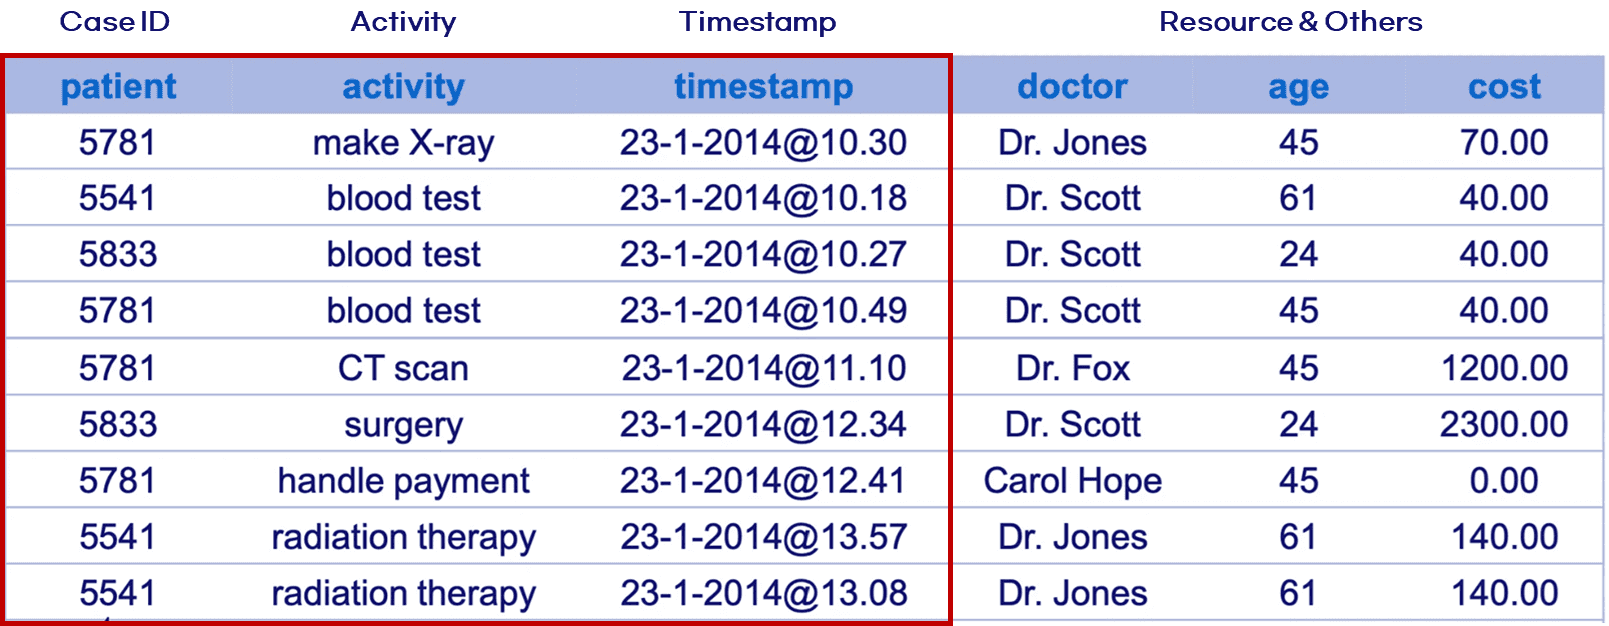 Case ID Activity Timestamp Resource & Others
patient activity timestamp doctor age cost
5781 make X-ray 23-1-2014@10.30 Dr. Jones 45 70.00
5541 blood test 23-1-2014@10.18 Dr. Scott 61 40.00
5833 blood test 23-1-2014@10.27 Dr. Scott 24 40.00
5781 blood test 23-1-2014@10.49 Dr. Scott 45 40.00
5781 CT scan 23-1-2014@11.10 Dr. Fox 45 1200.00
5833 surgery 23-1-2014@12.34 Dr. Scott 24 2300.00
5781 handle payment 23-1-2014@12.41 Carol Hope 45 0.00
5541 radiation therapy 23-1-2014@13.57 Dr. Jones 61 140.00
5541 radiation therapy 23-1-2014@13.08 Dr. Jones 61 140.00